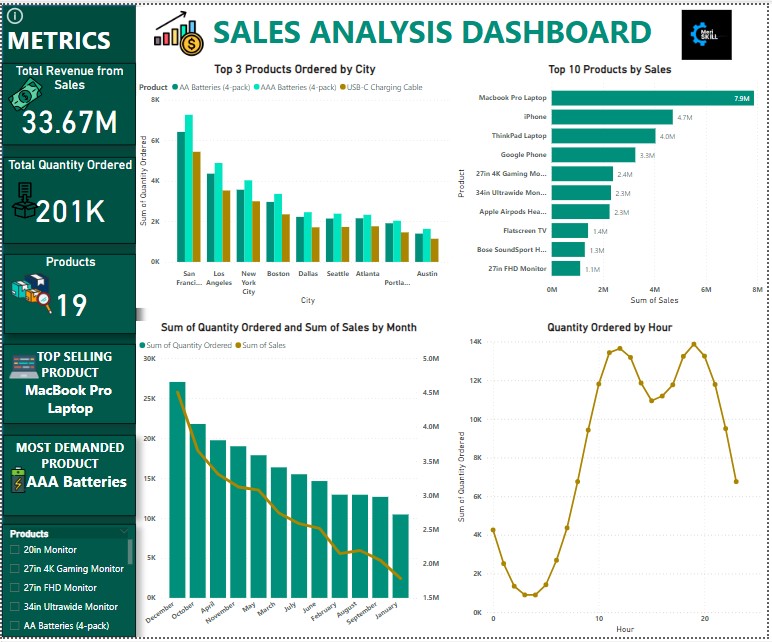 METRICS
SALES ANALYSIS DASHBOARD
Meri
SKILL
Total Revenue from
Sales
33.67M
Total Quantity Ordered
201K
Products
19
TOP SELLING
PRODUCT
MacBook Pro
Laptop
MOST DEMANDED
PRODUCT
AAA Batteries
Products
20in Monitor
27in 4K Gaming Monitor
27in FHD Monitor
34in Ultrawide Monitor
AA Batteries (4-pack)
Top 3 Products Ordered by City
Product AA Batteries (4-pack) AAA Batteries (4-pack) USB-C Charging Cable
Sum of Quantity Ordered
8K
6K
4K
2K
0K
San Franci... Los Angeles New York City Boston Dallas Seattle Atlanta Portla... Austin
City
Top 10 Products by Sales
Product
Macbook Pro Laptop 7.9M
iPhone 4.7M
ThinkPad Laptop 4.0M
Google Phone 3.3M
27in 4K Gaming Mo... 2.4M
34in Ultrawide Mon... 2.3M
Apple Airpods Hea... 2.3M
Flatscreen TV 1.4M
Bose SoundSport H... 1.3M
27in FHD Monitor 1.1M
0M 2M 4M 6M 8M
Sum of Sales
Sum of Quantity Ordered and Sum of Sales by Month
Sum of Quantity Ordered Sum of Sales
30K 5.0M
25K 4.5M
20K 4.0M
15K 3.5M
10K 3.0M
5K 2.5M
0K 2.0M
1.5M
December October April November May March July June February August September January
Quantity Ordered by Hour
Sum of Quantity Ordered
14K
12K
10K
8K
6K
4K
2K
0K
0 10 20
Hour